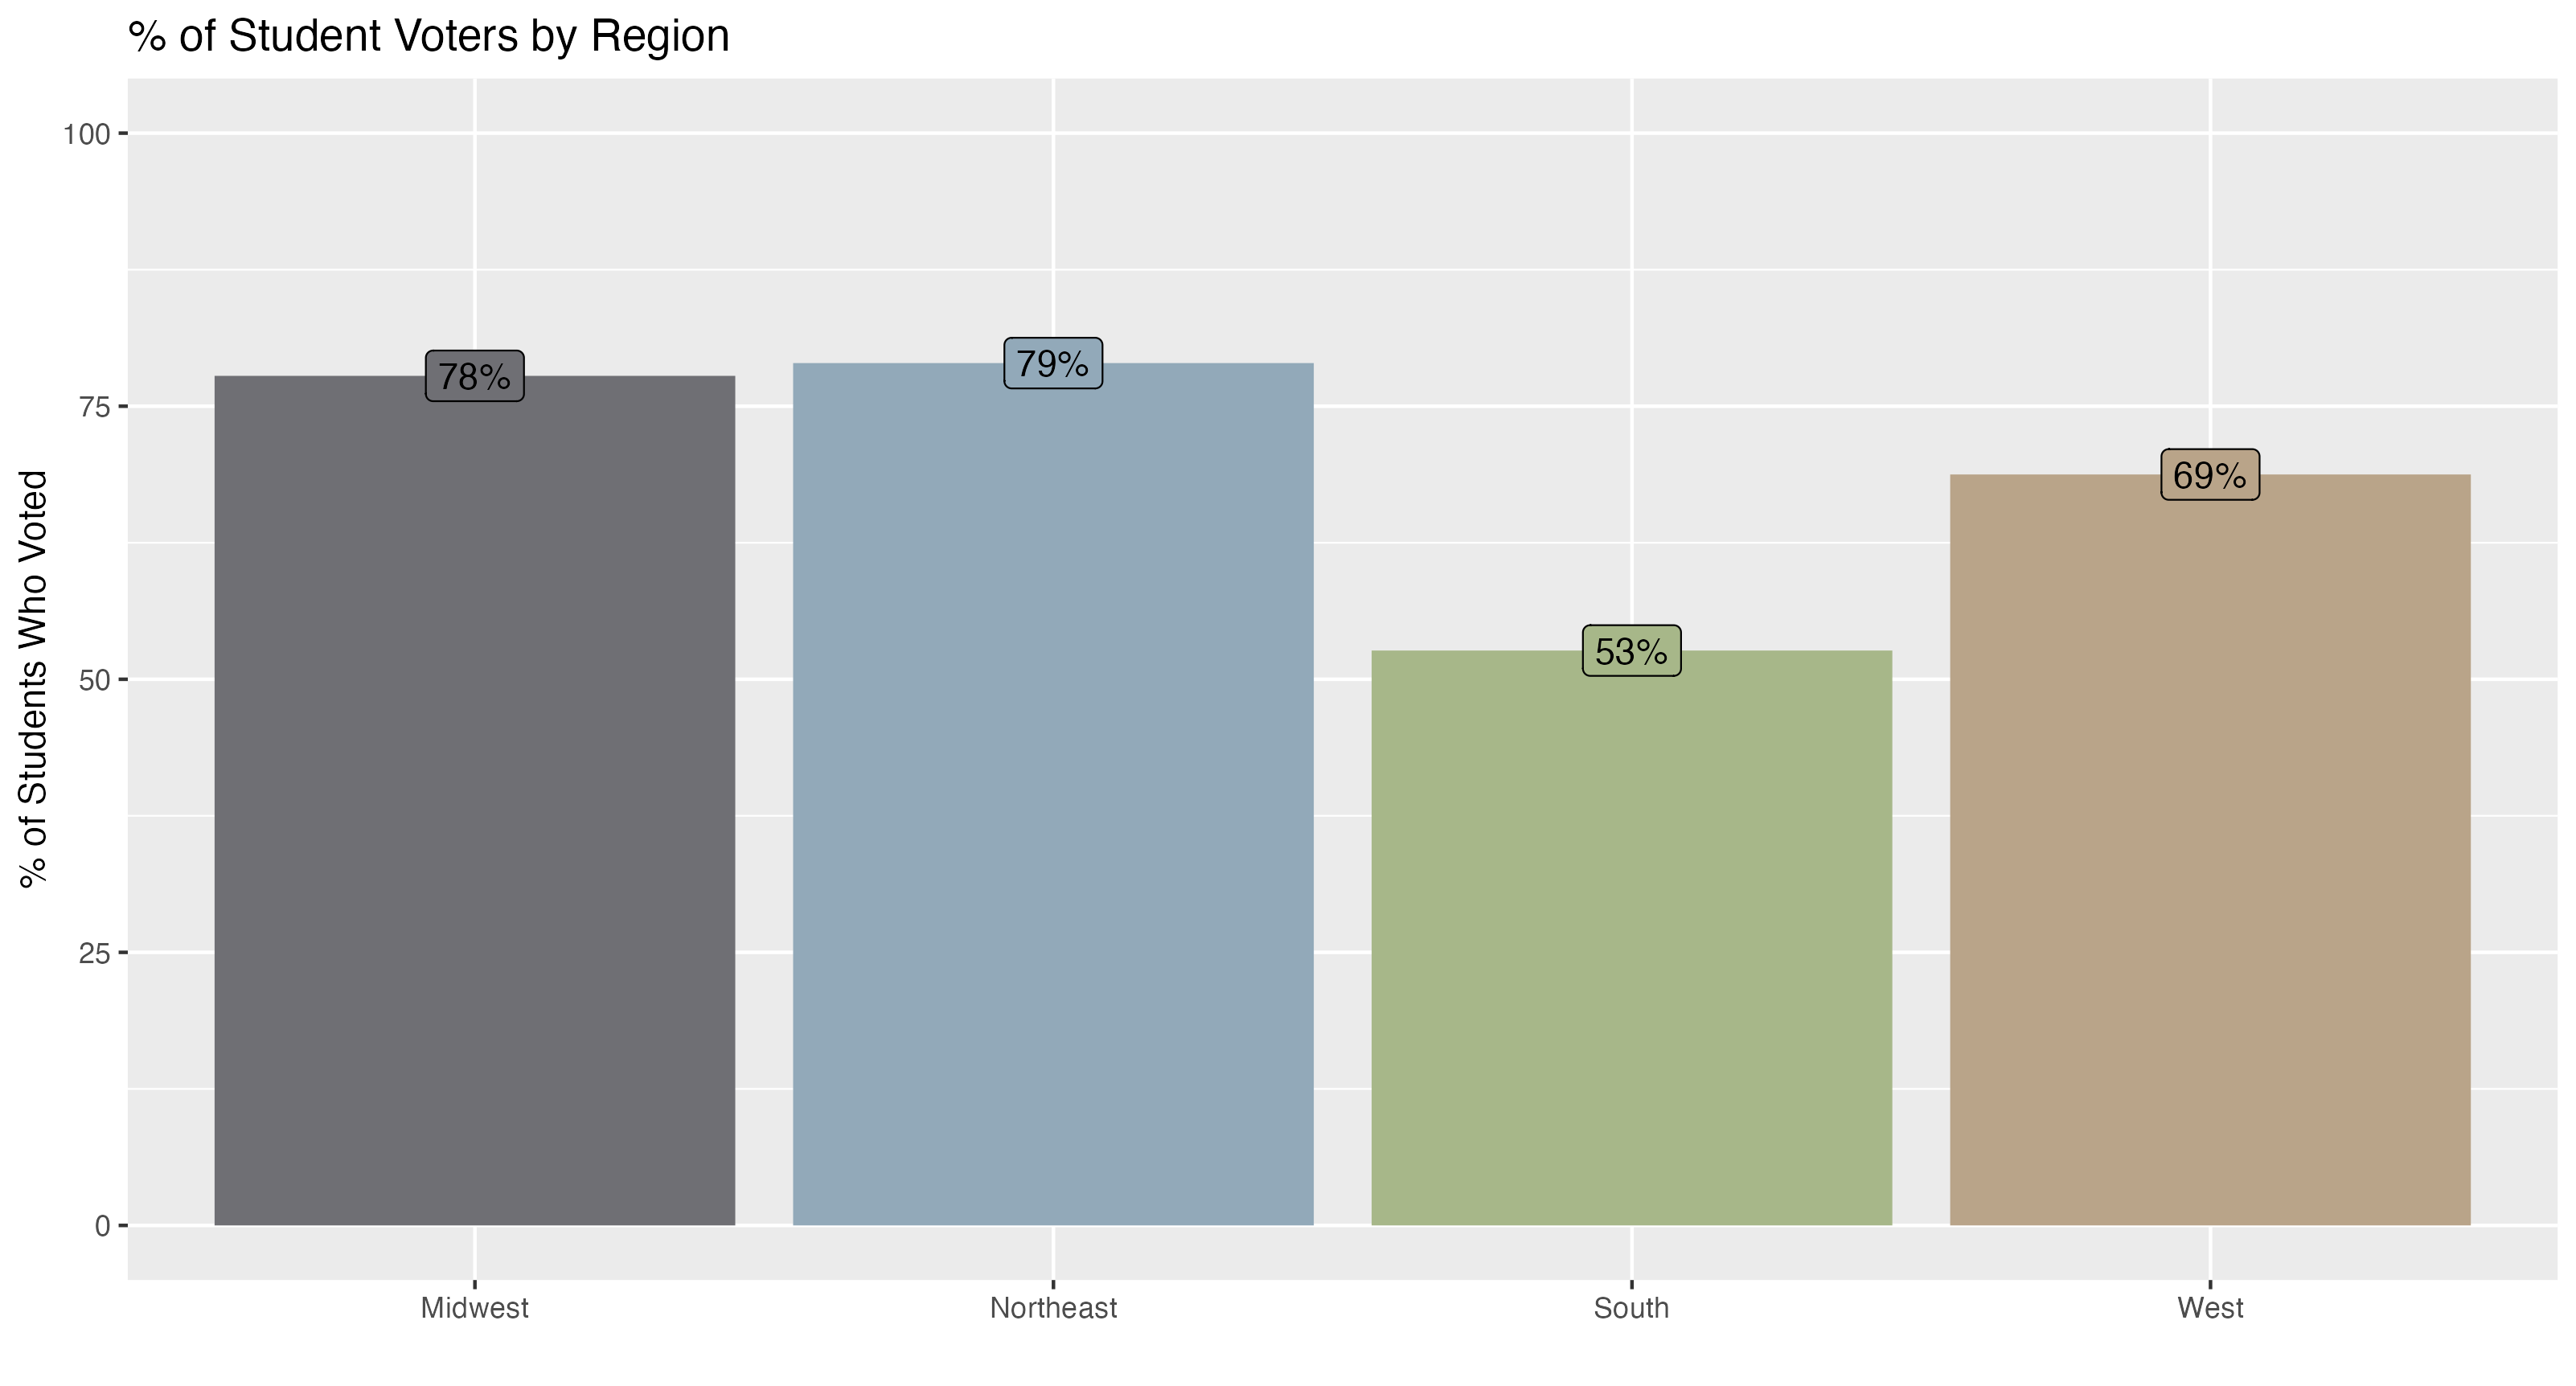 % of Student Voters by Region
% of Students Who Voted
100
75
50
25
0
78%
79%
53%
69%
Midwest
Northeast
South
West